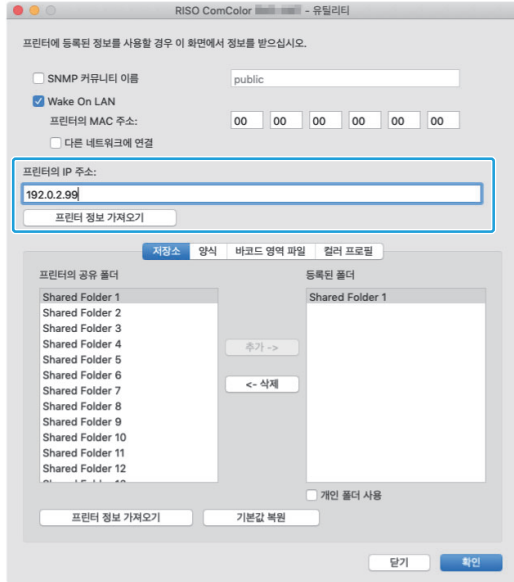 RISO ComColor - 유틸리티
프린터에 등록된 정보를 사용할 경우 이 화면에서 정보를 받으십시오.
SNMP 커뮤니티 이름 public
Wake On LAN
프린터의 MAC 주소: 00 00 00 00 00 00
다른 네트워크에 연결
프린터의 IP 주소:
192.0.2.99
프린터 정보 가져오기
저장소 양식 바코드 영역 파일 컬러 프로필
프린터의 공유 폴더 등록된 폴더
Shared Folder 1 Shared Folder 1
Shared Folder 2
Shared Folder 3
Shared Folder 4
추가 ->
Shared Folder 5
Shared Folder 6
<- 삭제
Shared Folder 7
Shared Folder 8
Shared Folder 9
Shared Folder 10
Shared Folder 11
Shared Folder 12
개인 폴더 사용
프린터 정보 가져오기 기본값 복원
닫기 확인